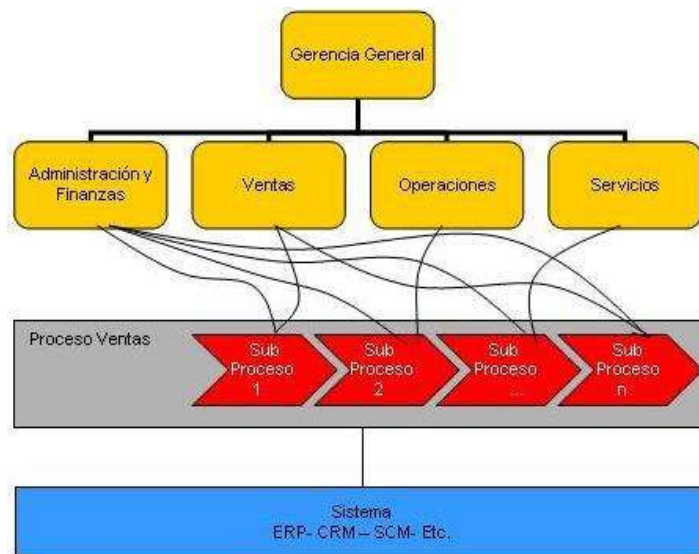 Gerencia General
Administración y
Finanzas
Ventas
Operaciones
Servicios
Proceso Ventas
Sub
Proceso
1
Sub
Proceso
2
Sub
Proceso
...
Sub
Proceso
n
Sistema
ERP- CRM – SCM- Etc.